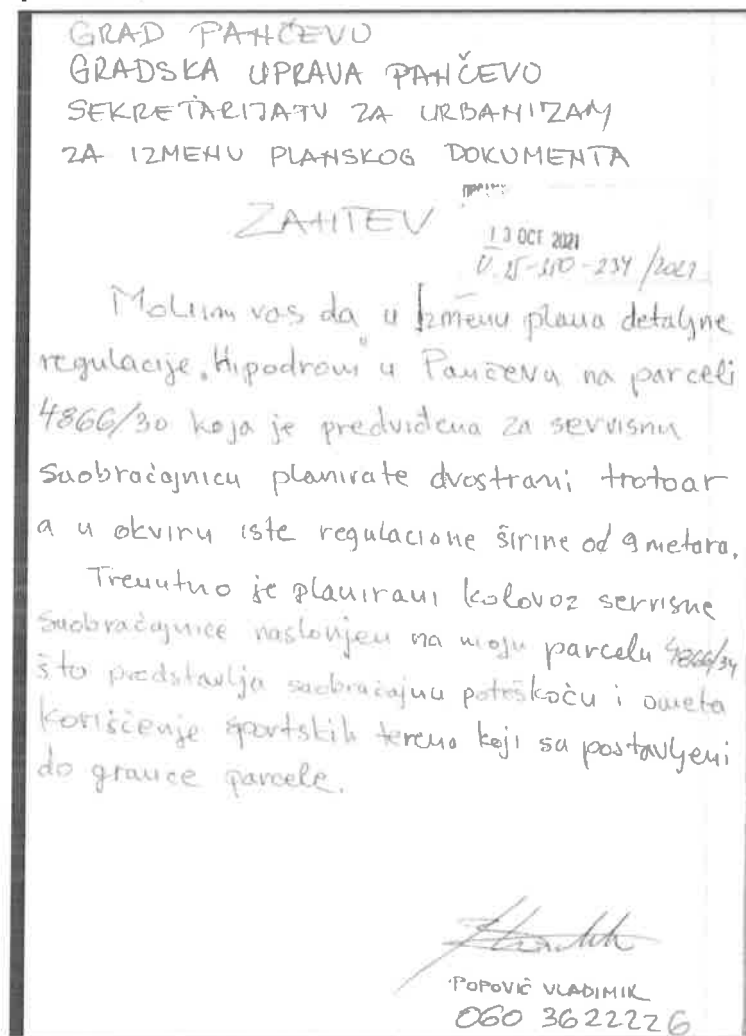 GRAD PANČEVO
GRADSKA UPRAVA PANČEVO
SEKRETARIJATU ZA URBANIZAM
ZA IZMENU PLANSKOG DOKUMENTA
ZAHTEV
13 OCT 2021
234/2021
Molim vas da u Izmenu plana detaljne
regulacije "Hipodrom" u Pančevu na parceli
4866/30 koja je predviđena za servisnu
saobraćajnicu planirate dvostrani trotoar
a u okviru iste regulacione širine od 9 metara.
Trenutno je planirani kolovoz servisne
saobraćajnice naslonjen na moju parcelu 4866/34
što predstavlja saobraćajnu poteškoću i ometa
korišćenje sportskih terena koji su postavljeni
do granice parcele.
POPOVIĆ VLADIMIR
060 3622226